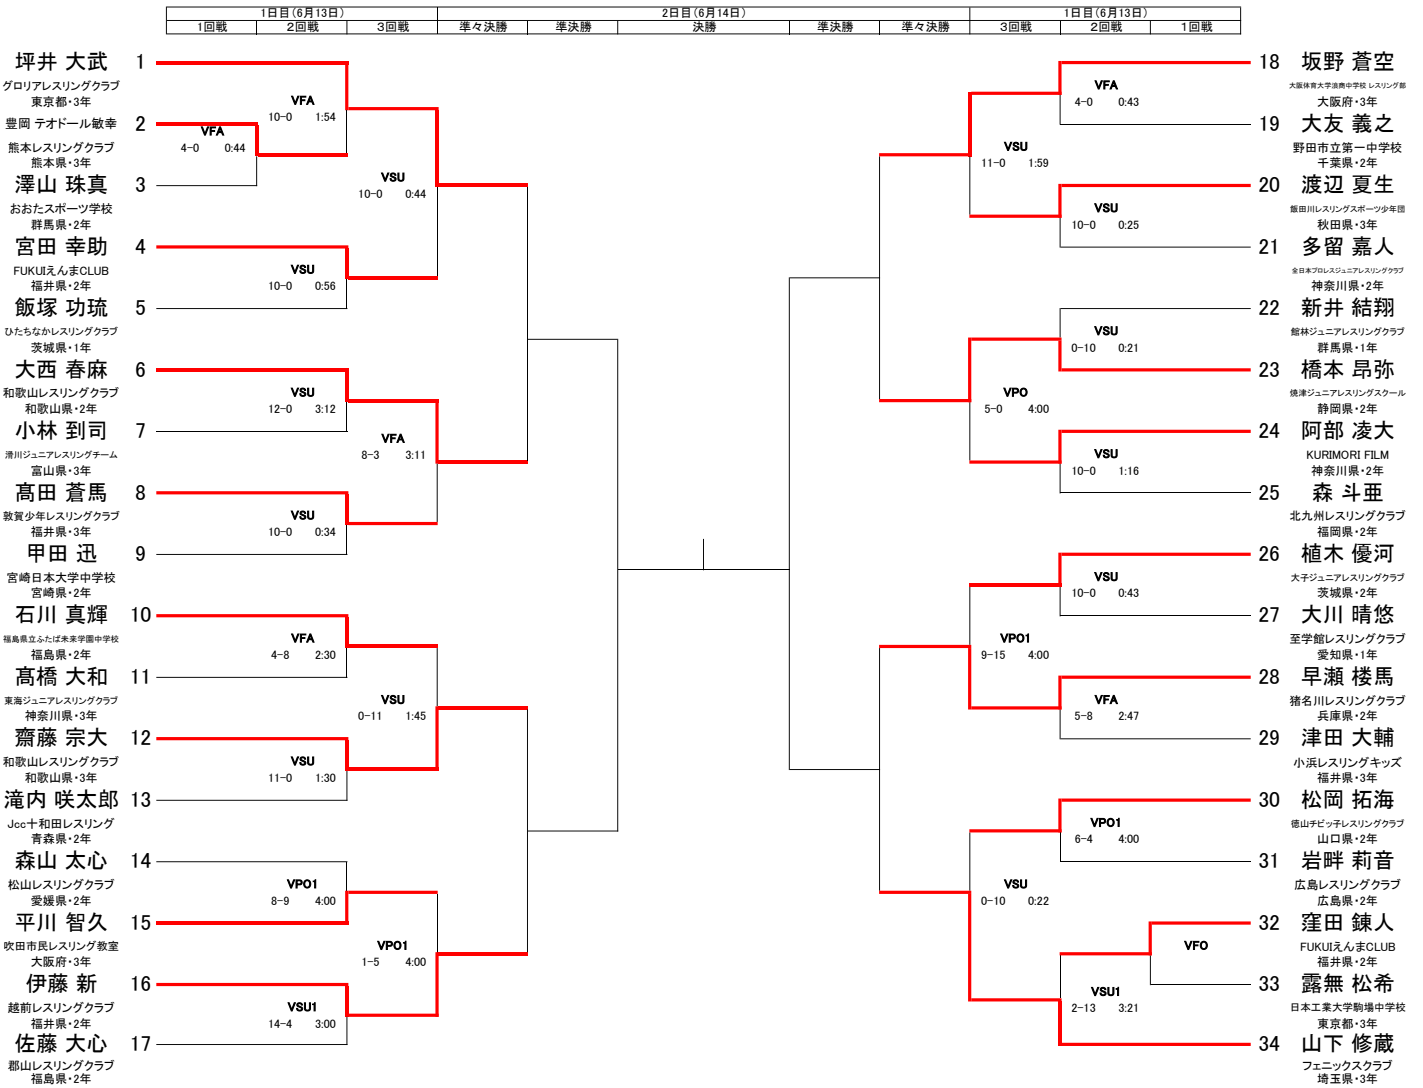 1日目(6月13日) 2日目(6月14日) 1日目(6月13日)
1回戦 2回戦 3回戦 準々決勝 準決勝 決勝 準決勝 準々決勝 3回戦 2回戦 1回戦
坪井 大武 1
グロリアレスリングクラブ
東京都・3年
豊岡 テオドール敏幸 2
熊本レスリングクラブ
熊本県・3年
澤山 珠真 3
おおたスポーツ学校
群馬県・2年
宮田 幸助 4
FUKUIえんまCLUB
福井県・2年
飯塚 功琉 5
ひたちなかレスリングクラブ
茨城県・1年
大西 春麻 6
和歌山レスリングクラブ
和歌山県・2年
小林 到司 7
滑川ジュニアレスリングチーム
富山県・3年
髙田 蒼馬 8
敦賀少年レスリングクラブ
福井県・3年
甲田 迅 9
宮崎日本大学中学校
宮崎県・2年
石川 真輝 10
福島県立ふたば未来学園中学校
福島県・2年
髙橋 大和 11
東海ジュニアレスリングクラブ
神奈川県・3年
齋藤 宗大 12
和歌山レスリングクラブ
和歌山県・3年
滝内 咲太郎 13
Jcc十和田レスリング
青森県・2年
森山 太心 14
松山レスリングクラブ
愛媛県・2年
平川 智久 15
吹田市民レスリング教室
大阪府・3年
伊藤 新 16
越前レスリングクラブ
福井県・2年
佐藤 大心 17
郡山レスリングクラブ
福島県・2年
VFA
4-0 0:44
VFA
10-0 1:54
VSU
10-0 0:56
VSU
12-0 3:12
VSU
10-0 0:34
VFA
4-8 2:30
VSU
11-0 1:30
VPO1
8-9 4:00
VSU1
14-4 3:00
VSU
10-0 0:44
VFA
8-3 3:11
VSU
0-11 1:45
VPO1
1-5 4:00
VSU
11-0 1:59
VPO
5-0 4:00
VPO1
9-15 4:00
VSU
0-10 0:22
VFA
4-0 0:43
VSU
10-0 0:25
VSU
0-10 0:21
VSU
10-0 1:16
VSU
10-0 0:43
VFA
5-8 2:47
VPO1
6-4 4:00
VSU1
2-13 3:21
VFO
18 坂野 蒼空
大阪体育大学浪商中学校 レスリング部
大阪府・3年
19 大友 義之
野田市立第一中学校
千葉県・2年
20 渡辺 夏生
飯田川レスリングスポーツ少年団
秋田県・3年
21 多留 嘉人
全日本プロレスジュニアレスリングクラブ
神奈川県・2年
22 新井 結翔
館林ジュニアレスリングクラブ
群馬県・1年
23 橋本 昂弥
焼津ジュニアレスリングスクール
静岡県・2年
24 阿部 凌大
KURIMORI FILM
神奈川県・2年
25 森 斗亜
北九州レスリングクラブ
福岡県・2年
26 植木 優河
大子ジュニアレスリングクラブ
茨城県・2年
27 大川 晴悠
至学館レスリングクラブ
愛知県・1年
28 早瀬 楼馬
猪名川レスリングクラブ
兵庫県・2年
29 津田 大輔
小浜レスリングキッズ
福井県・3年
30 松岡 拓海
徳山チビッ子レスリングクラブ
山口県・2年
31 岩畔 莉音
広島レスリングクラブ
広島県・2年
32 窪田 錬人
FUKUIえんまCLUB
福井県・2年
33 露無 松希
日本工業大学駒場中学校
東京都・3年
34 山下 修蔵
フェニックスクラブ
埼玉県・3年